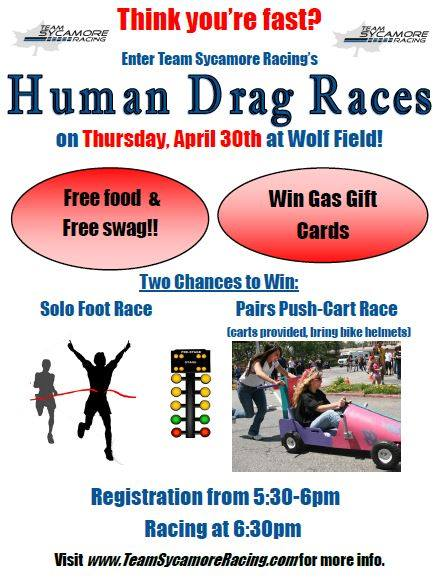 Think you're fast?
TEAM
SYCAMORE
RACING
TEAM
SYCAMORE
RACING
Enter Team Sycamore Racing's
Human Drag Races
on Thursday, April 30th at Wolf Field!
Free food &
Free swag!!
Win Gas Gift
Cards
Two Chances to Win:
Solo Foot Race
Pairs Push-Cart Race
(carts provided, bring bike helmets)
PRE-STAGE
STAGE
Registration from 5:30-6pm
Racing at 6:30pm
Visit www.TeamSycamoreRacing.comfor more info.